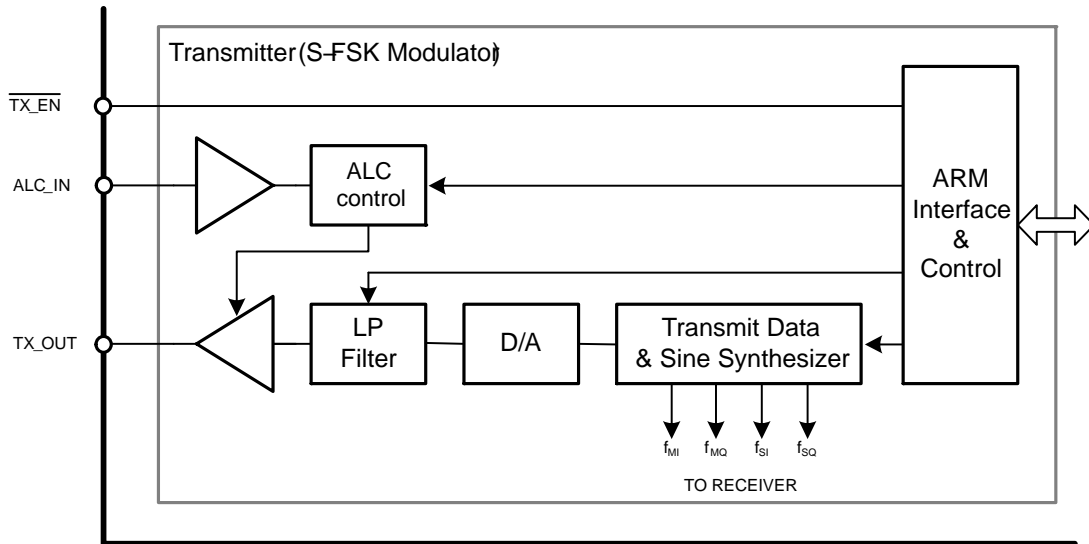 Transmitter (S-FSK Modulator)
TX_EN
ALC_IN
ALC
control
ARM
Interface
&
Control
TX_OUT
LP
Filter
D/A
Transmit Data
& Sine Synthesizer
fMI
fMQ
fSI
fSQ
TO RECEIVER